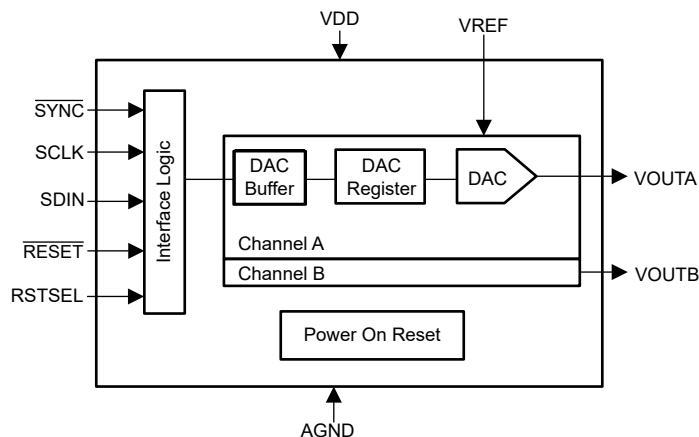 VDD
VREF
SYNC
SCLK
SDIN
RESET
RSTSEL
Interface Logic
DAC
Buffer
DAC
Register
DAC
Channel A
Channel B
VOUTA
VOUTB
Power On Reset
AGND